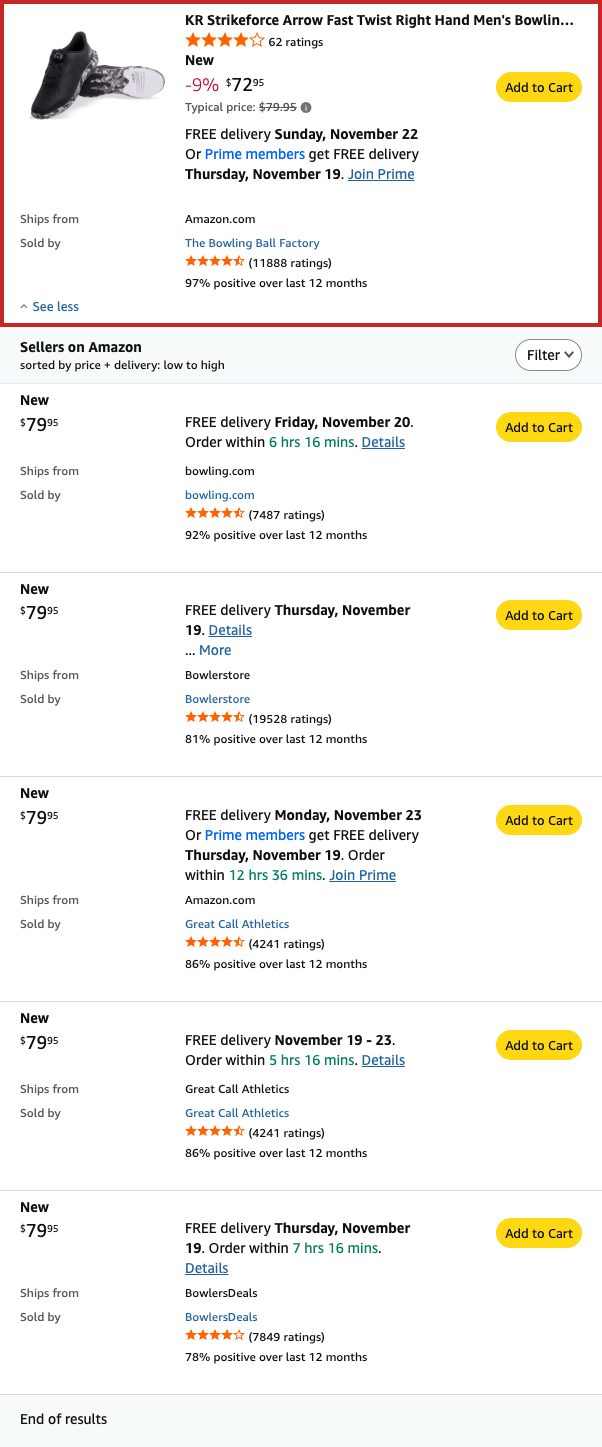 KR Strikeforce Arrow Fast Twist Right Hand Men's Bowlin...
62 ratings
New
-9% $72.95
Typical price: $79.95
FREE delivery Sunday, November 22
Or Prime members get FREE delivery
Thursday, November 19. Join Prime
Ships from Amazon.com
Sold by The Bowling Ball Factory
(11888 ratings)
97% positive over last 12 months
See less
Add to Cart
Sellers on Amazon
sorted by price + delivery: low to high
Filter
New
$79.95
FREE delivery Friday, November 20.
Order within 6 hrs 16 mins. Details
Add to Cart
Ships from bowling.com
Sold by bowling.com
(7487 ratings)
92% positive over last 12 months
New
$79.95
FREE delivery Thursday, November
19. Details
... More
Add to Cart
Ships from Bowlerstore
Sold by Bowlerstore
(19528 ratings)
81% positive over last 12 months
New
$79.95
FREE delivery Monday, November 23
Or Prime members get FREE delivery
Thursday, November 19. Order
within 12 hrs 36 mins. Join Prime
Add to Cart
Ships from Amazon.com
Sold by Great Call Athletics
(4241 ratings)
86% positive over last 12 months
New
$79.95
FREE delivery November 19 - 23.
Order within 5 hrs 16 mins. Details
Add to Cart
Ships from Great Call Athletics
Sold by Great Call Athletics
(4241 ratings)
86% positive over last 12 months
New
$79.95
FREE delivery Thursday, November
19. Order within 7 hrs 16 mins.
Details
Add to Cart
Ships from BowlersDeals
Sold by BowlersDeals
(7849 ratings)
78% positive over last 12 months
End of results